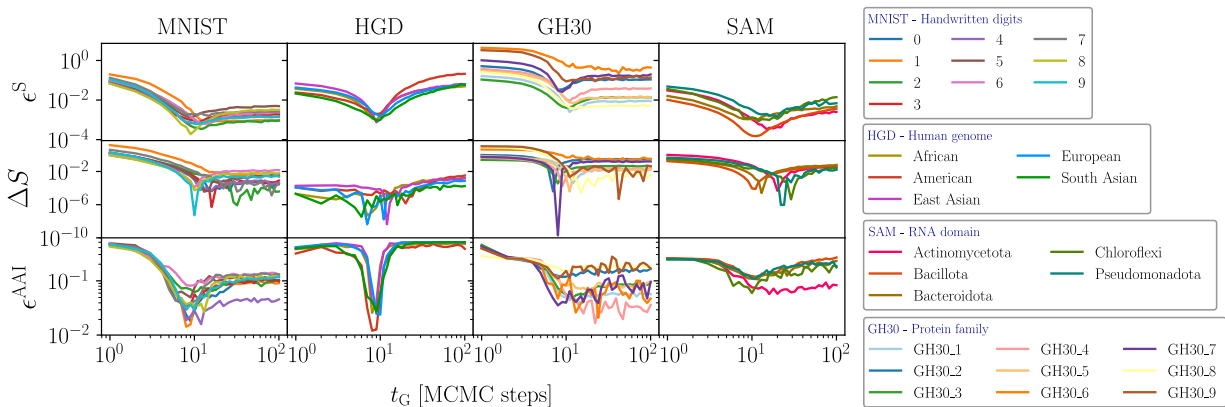 MNIST HGD GH30 SAM
ϵ^S
10^0
10^-2
10^-4
ΔS
10^-2
10^-6
10^-10
ϵ^AAI
10^-1
10^-2
10^0 10^1 10^2 10^0 10^1 10^2 10^0 10^1 10^2 10^0 10^1 10^2
t_G [MCMC steps]
MNIST - Handwritten digits
0 4 7
1 5 8
2 6 9
3
HGD - Human genome
African European
American South Asian
East Asian
SAM - RNA domain
Actinomycetota Chloroflexi
Bacillota Pseudomonadota
Bacteroidota
GH30 - Protein family
GH30_1 GH30_4 GH30_7
GH30_2 GH30_5 GH30_8
GH30_3 GH30_6 GH30_9